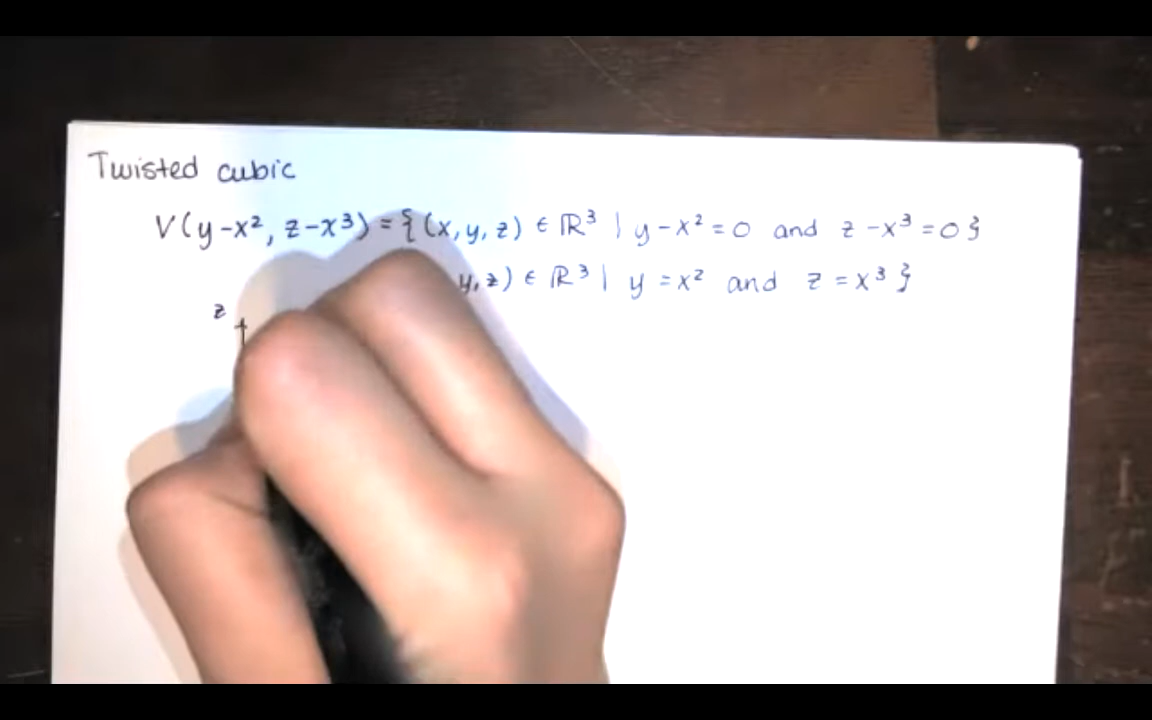 Twisted cubic
V(y-x², z-x³) = {(x, y, z) ∈ ℝ³ | y-x² = 0 and z-x³ = 0}
y, z) ∈ ℝ³ | y = x² and z = x³ }
z